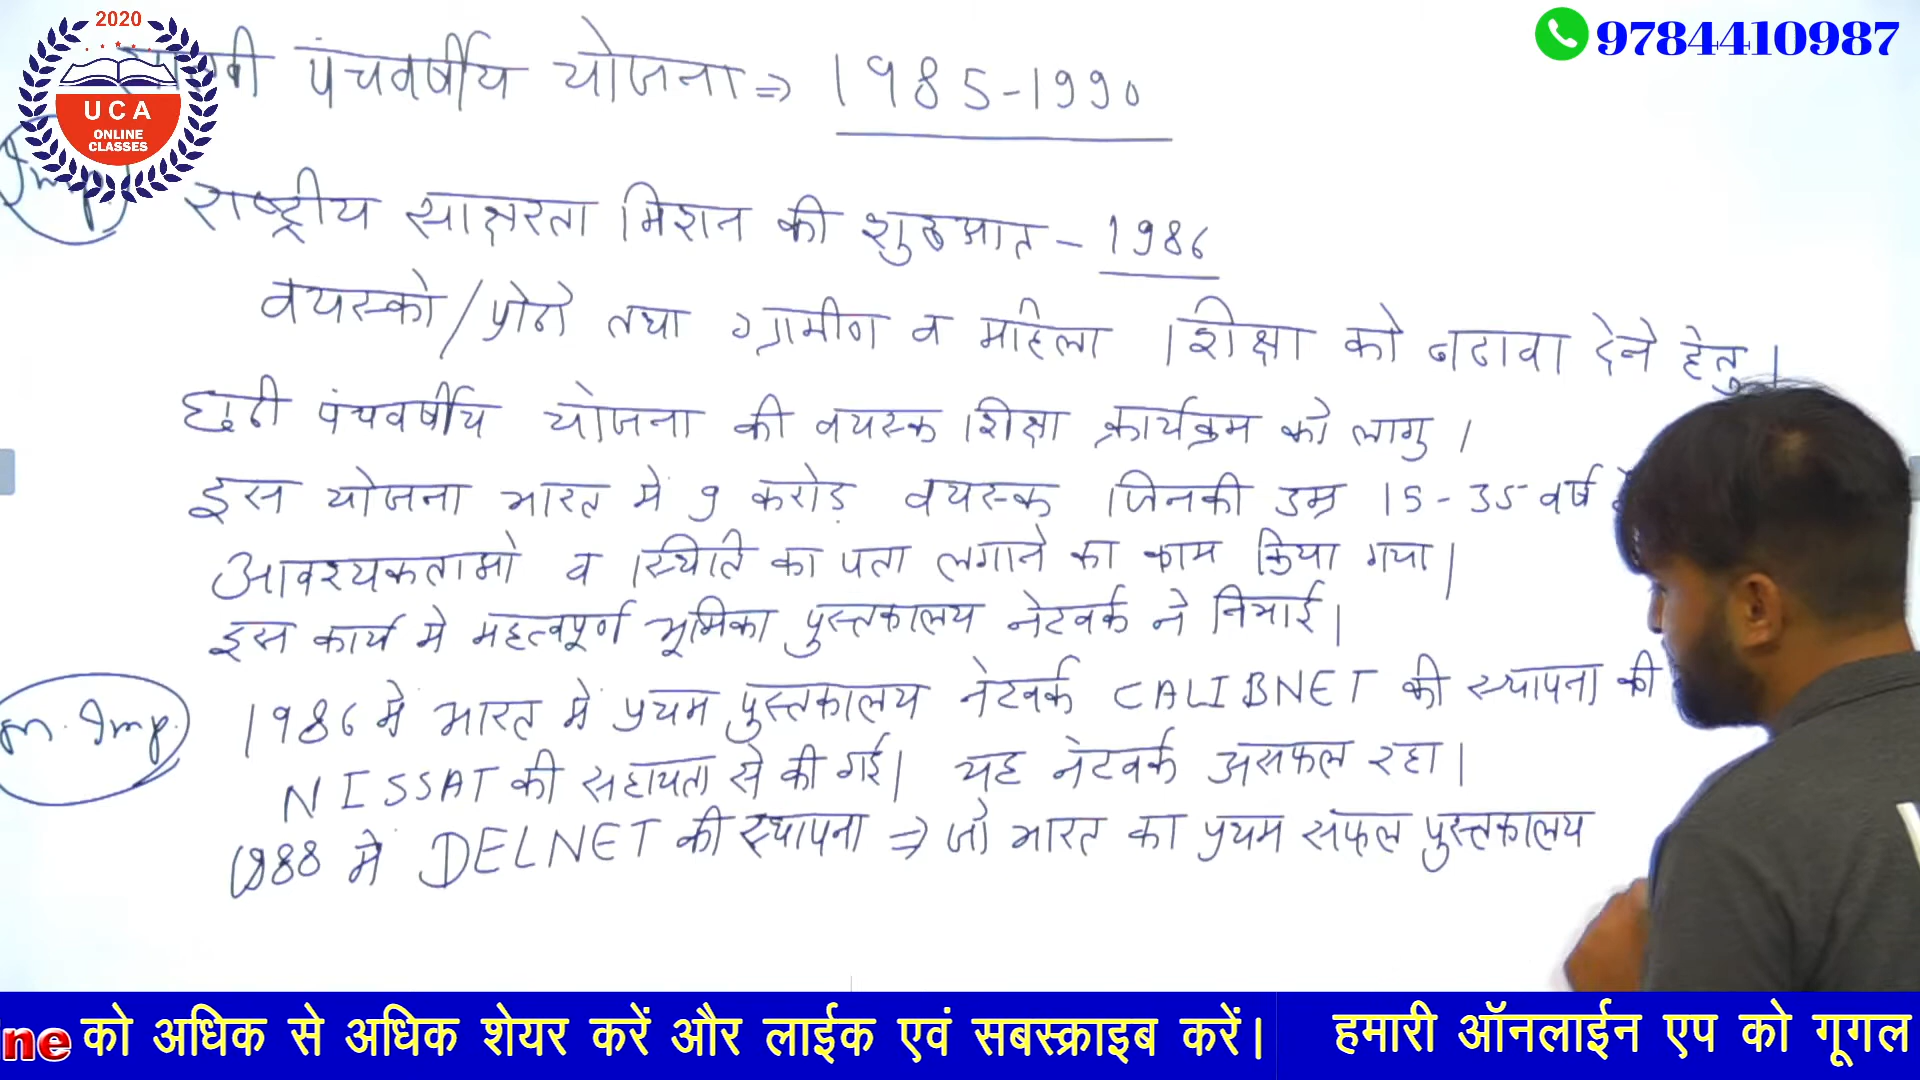 2020
UCA
ONLINE
CLASSES
9784410987
पंचवर्षीय योजना => 1985-1990
Imp.
राष्ट्रीय साक्षरता मिशन की शुरुआत - 1986
वयस्को/प्रोढो तथा ग्रामीण व महिला शिक्षा को बढावा देने हेतु।
छठी पंचवर्षीय योजना की वयस्क शिक्षा कार्यक्रम को लागु।
इस योजना भारत मे 9 करोड़ वयस्क जिनकी उम्र 15-35 वर्ष
आवश्यकताओ व स्थिति का पता लगाने का काम किया गया।
इस कार्य मे महत्वपूर्ण भूमिका पुस्तकालय नेटवर्क ने निभाई।
m. Imp.
1986 मे भारत मे प्रथम पुस्तकालय नेटवर्क CALIBNET की स्थापना की
NISSAT की सहायता से की गई। यह नेटवर्क असफल रहा।
1988 मे DELNET की स्थापना => जो भारत का प्रथम सफल पुस्तकालय
ine को अधिक से अधिक शेयर करें और लाईक एवं सबस्क्राइब करें। हमारी ऑनलाईन एप को गूगल